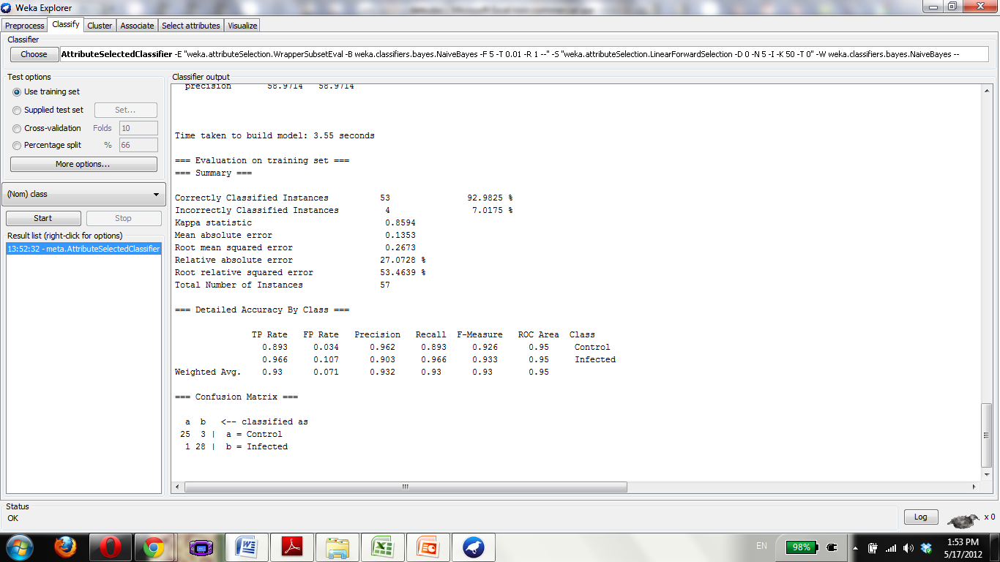 Weka Explorer
Preprocess Classify Cluster Associate Select attributes Visualize
Classifier
Choose AttributeSelectedClassifier -E "weka.attributeSelection.WrapperSubsetEval -B weka.classifiers.bayes.NaiveBayes -F 5 -T 0.01 -R 1 --" -S "weka.attributeSelection.LinearForwardSelection -D 0 -N 5 -I -K 50 -T 0" -W weka.classifiers.bayes.NaiveBayes --
Test options
Use training set
Supplied test set Set...
Cross-validation Folds 10
Percentage split % 66
More options...
(Nom) class
Start Stop
Result list (right-click for options)
13:52:32 - meta.AttributeSelectedClassifier
Classifier output
precision 58.9714 58.9714
Time taken to build model: 3.55 seconds
=== Evaluation on training set ===
=== Summary ===
Correctly Classified Instances 53 92.9825 %
Incorrectly Classified Instances 4 7.0175 %
Kappa statistic 0.8594
Mean absolute error 0.1353
Root mean squared error 0.2673
Relative absolute error 27.0728 %
Root relative squared error 53.4639 %
Total Number of Instances 57
=== Detailed Accuracy By Class ===
TP Rate FP Rate Precision Recall F-Measure ROC Area Class
0.893 0.034 0.962 0.893 0.926 0.95 Control
0.966 0.107 0.903 0.966 0.933 0.95 Infected
Weighted Avg. 0.93 0.071 0.932 0.93 0.93 0.95
=== Confusion Matrix ===
a b <-- classified as
25 3 | a = Control
1 28 | b = Infected
Status
OK
Log x 0
EN 98% 1:53 PM
5/17/2012